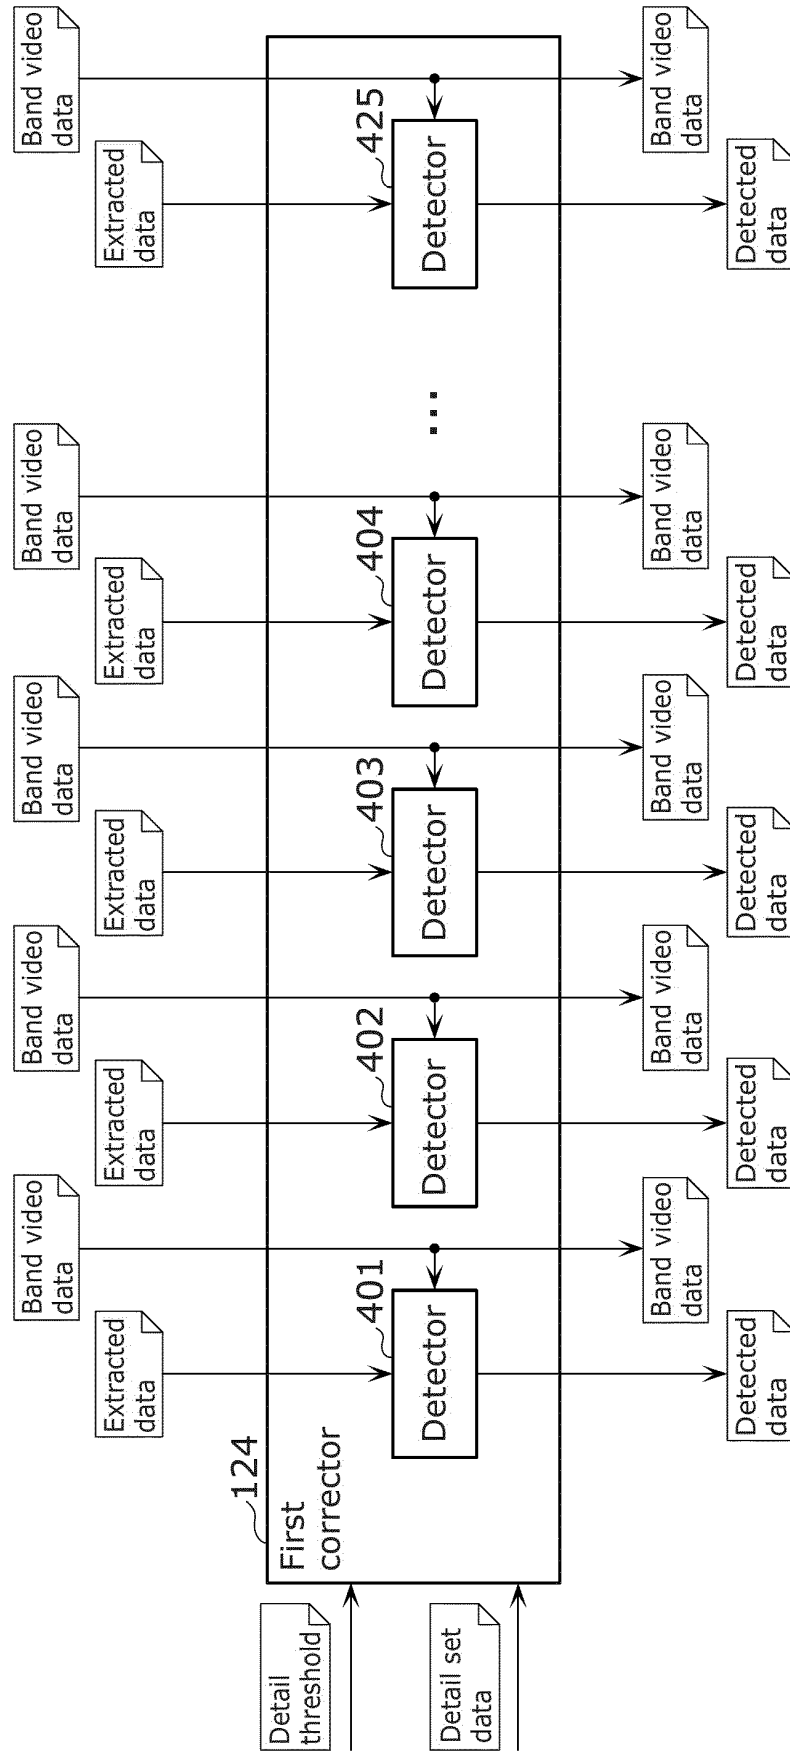 Band video
data
Band video
data
Band video
data
Band video
data
Band video
data
Extracted
data
Extracted
data
Extracted
data
Extracted
data
Extracted
data
124
Detail
threshold
First
corrector
401
402
403
404
425
Detector
Detector
Detector
Detector
...
Detector
Detail set
data
Band video
data
Band video
data
Band video
data
Band video
data
Band video
data
Detected
data
Detected
data
Detected
data
Detected
data
Detected
data